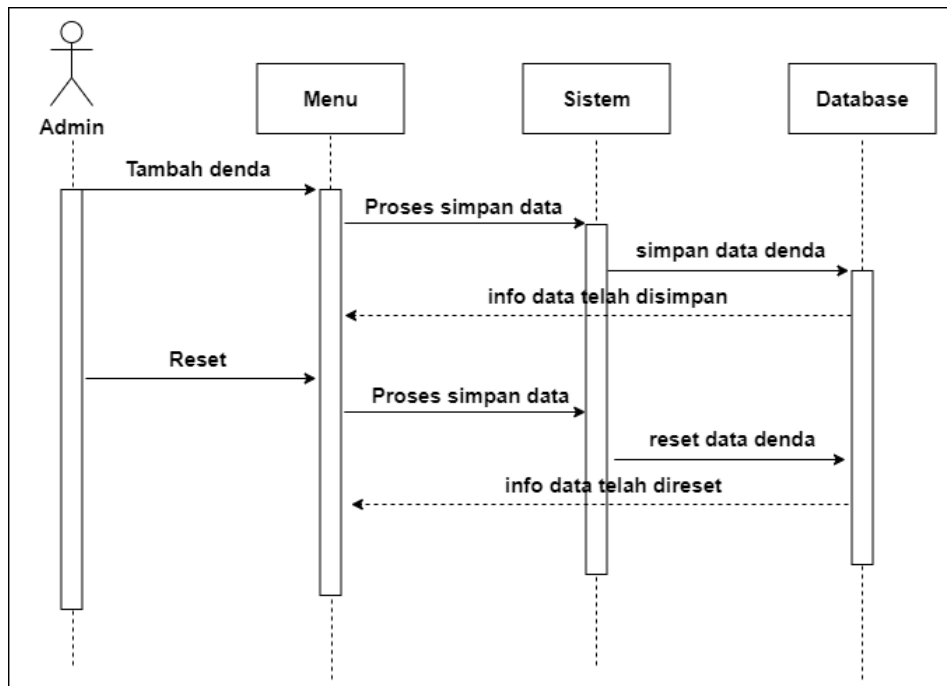 Admin
Menu
Sistem
Database
Tambah denda
Proses simpan data
simpan data denda
info data telah disimpan
Reset
Proses simpan data
reset data denda
info data telah direset